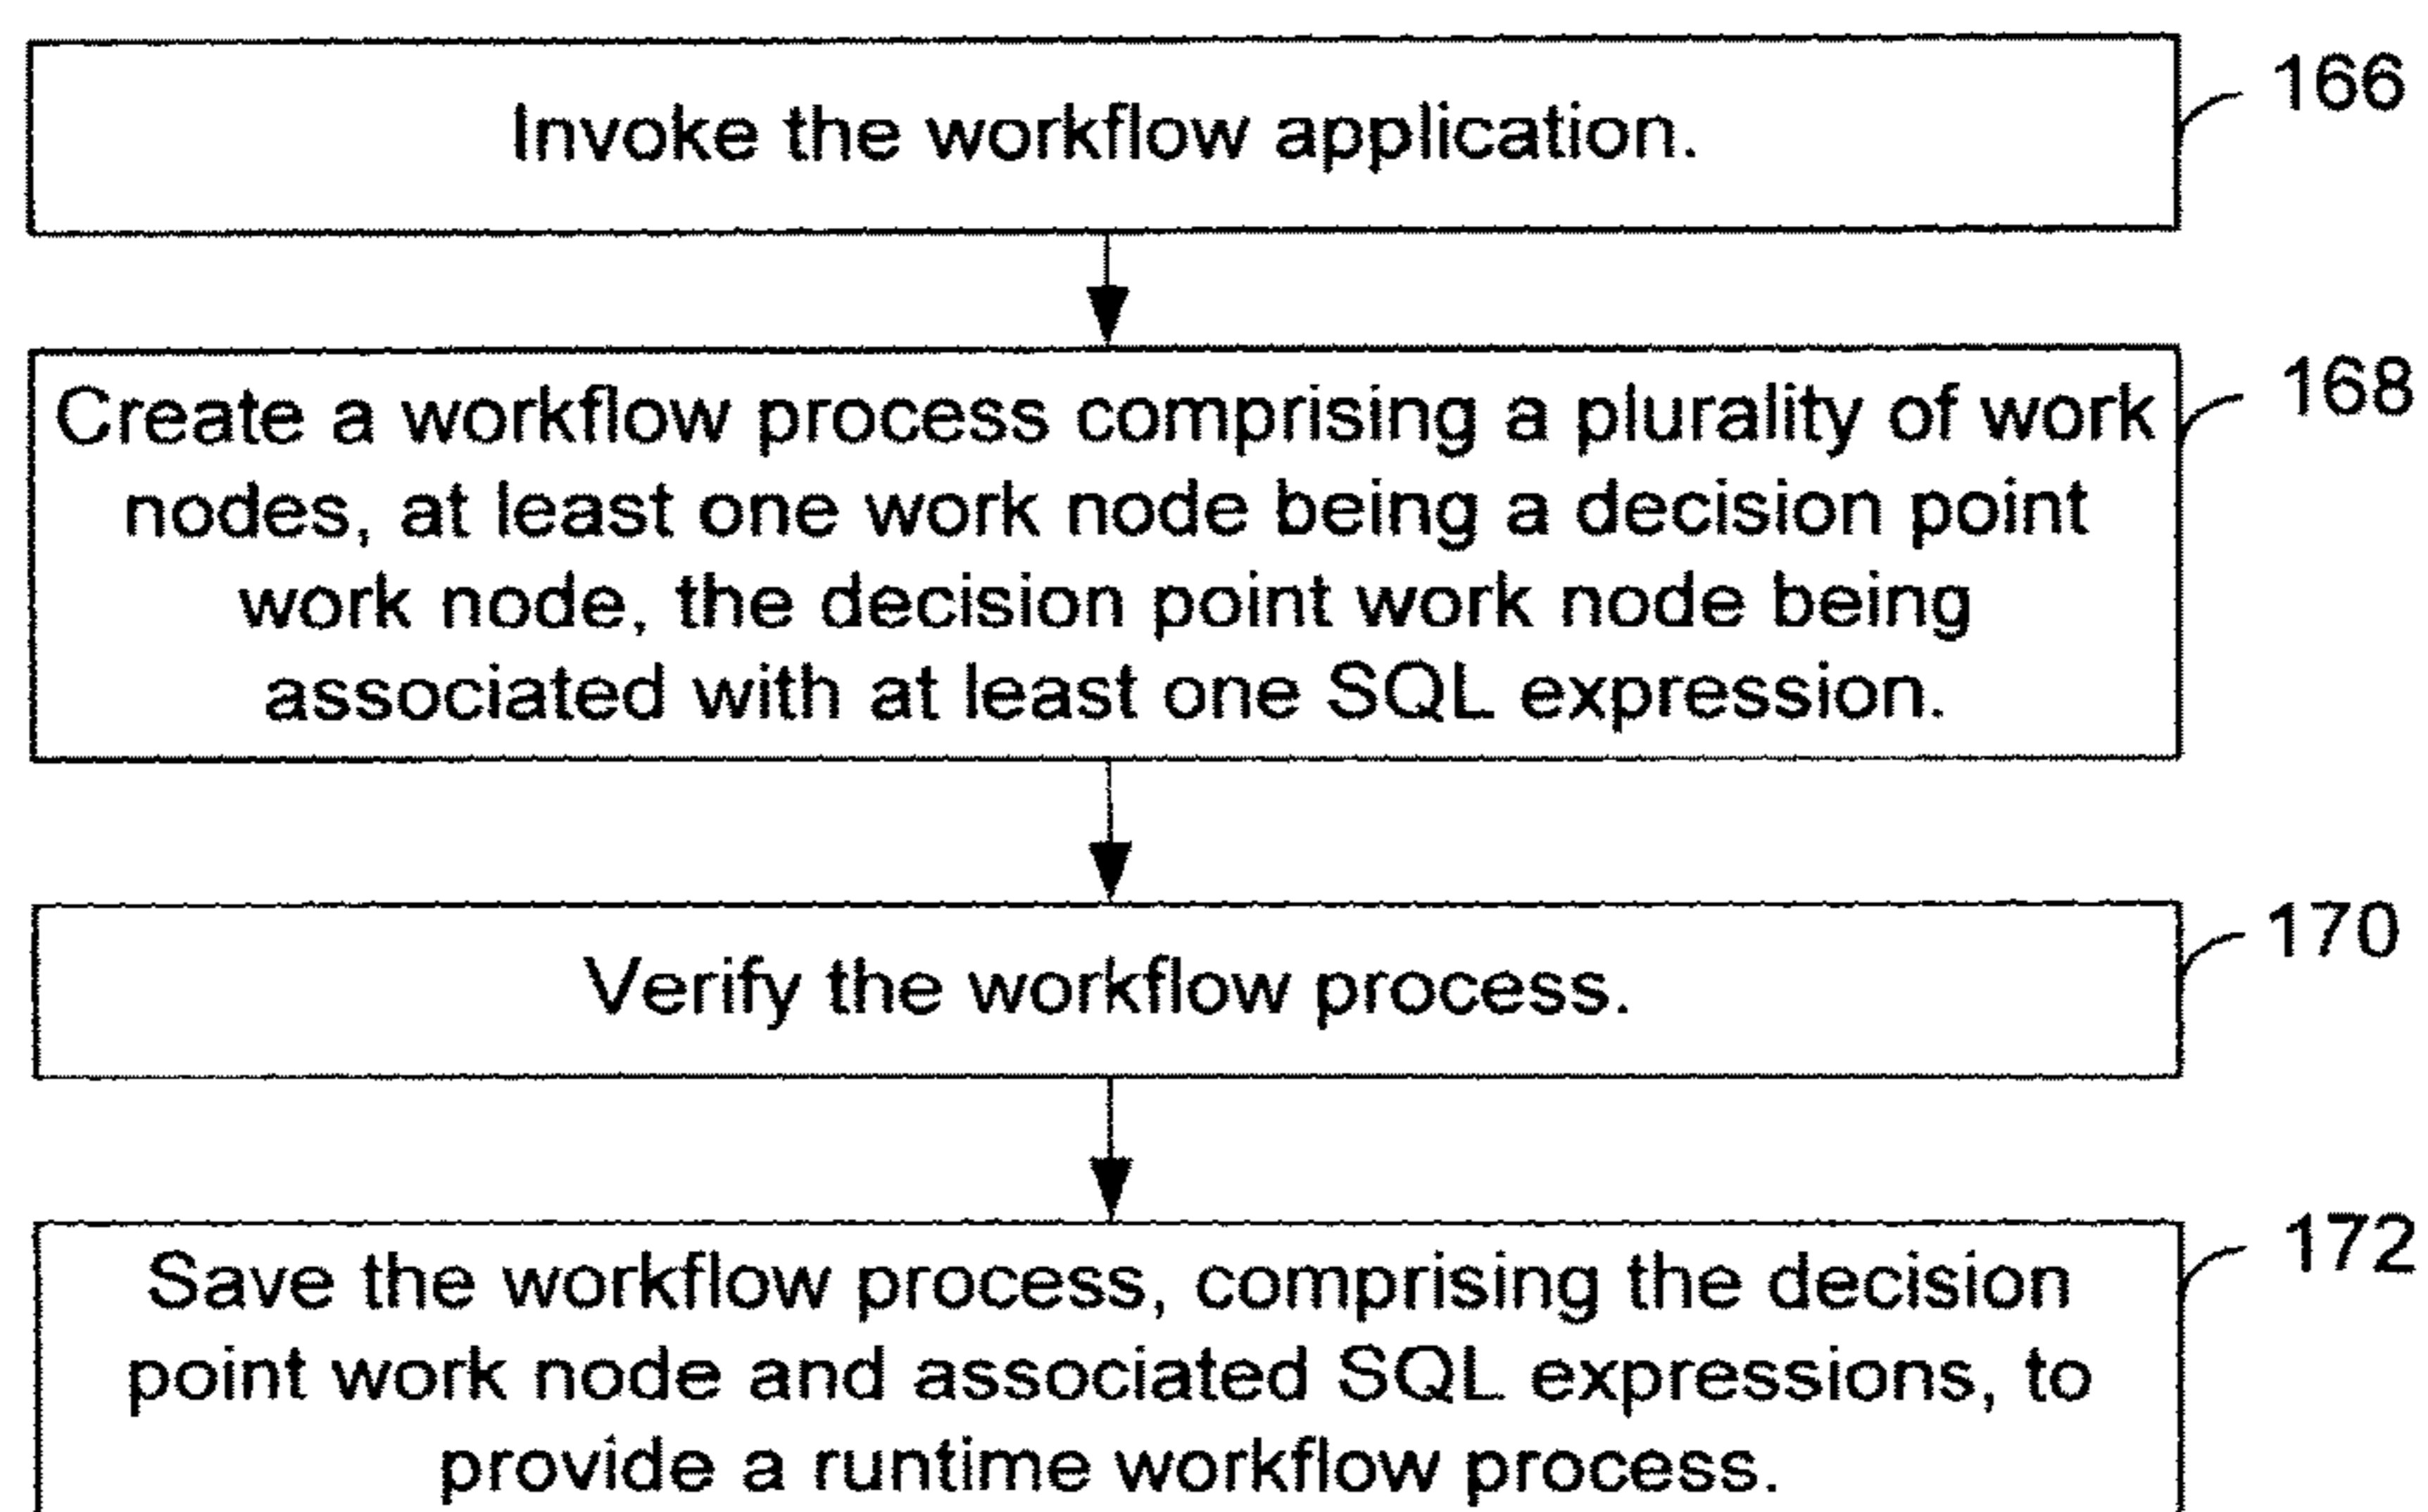 Invoke the workflow application.
166
Create a workflow process comprising a plurality of work
nodes, at least one work node being a decision point
work node, the decision point work node being
associated with at least one SQL expression.
168
Verify the workflow process.
170
Save the workflow process, comprising the decision
point work node and associated SQL expressions, to
provide a runtime workflow process.
172